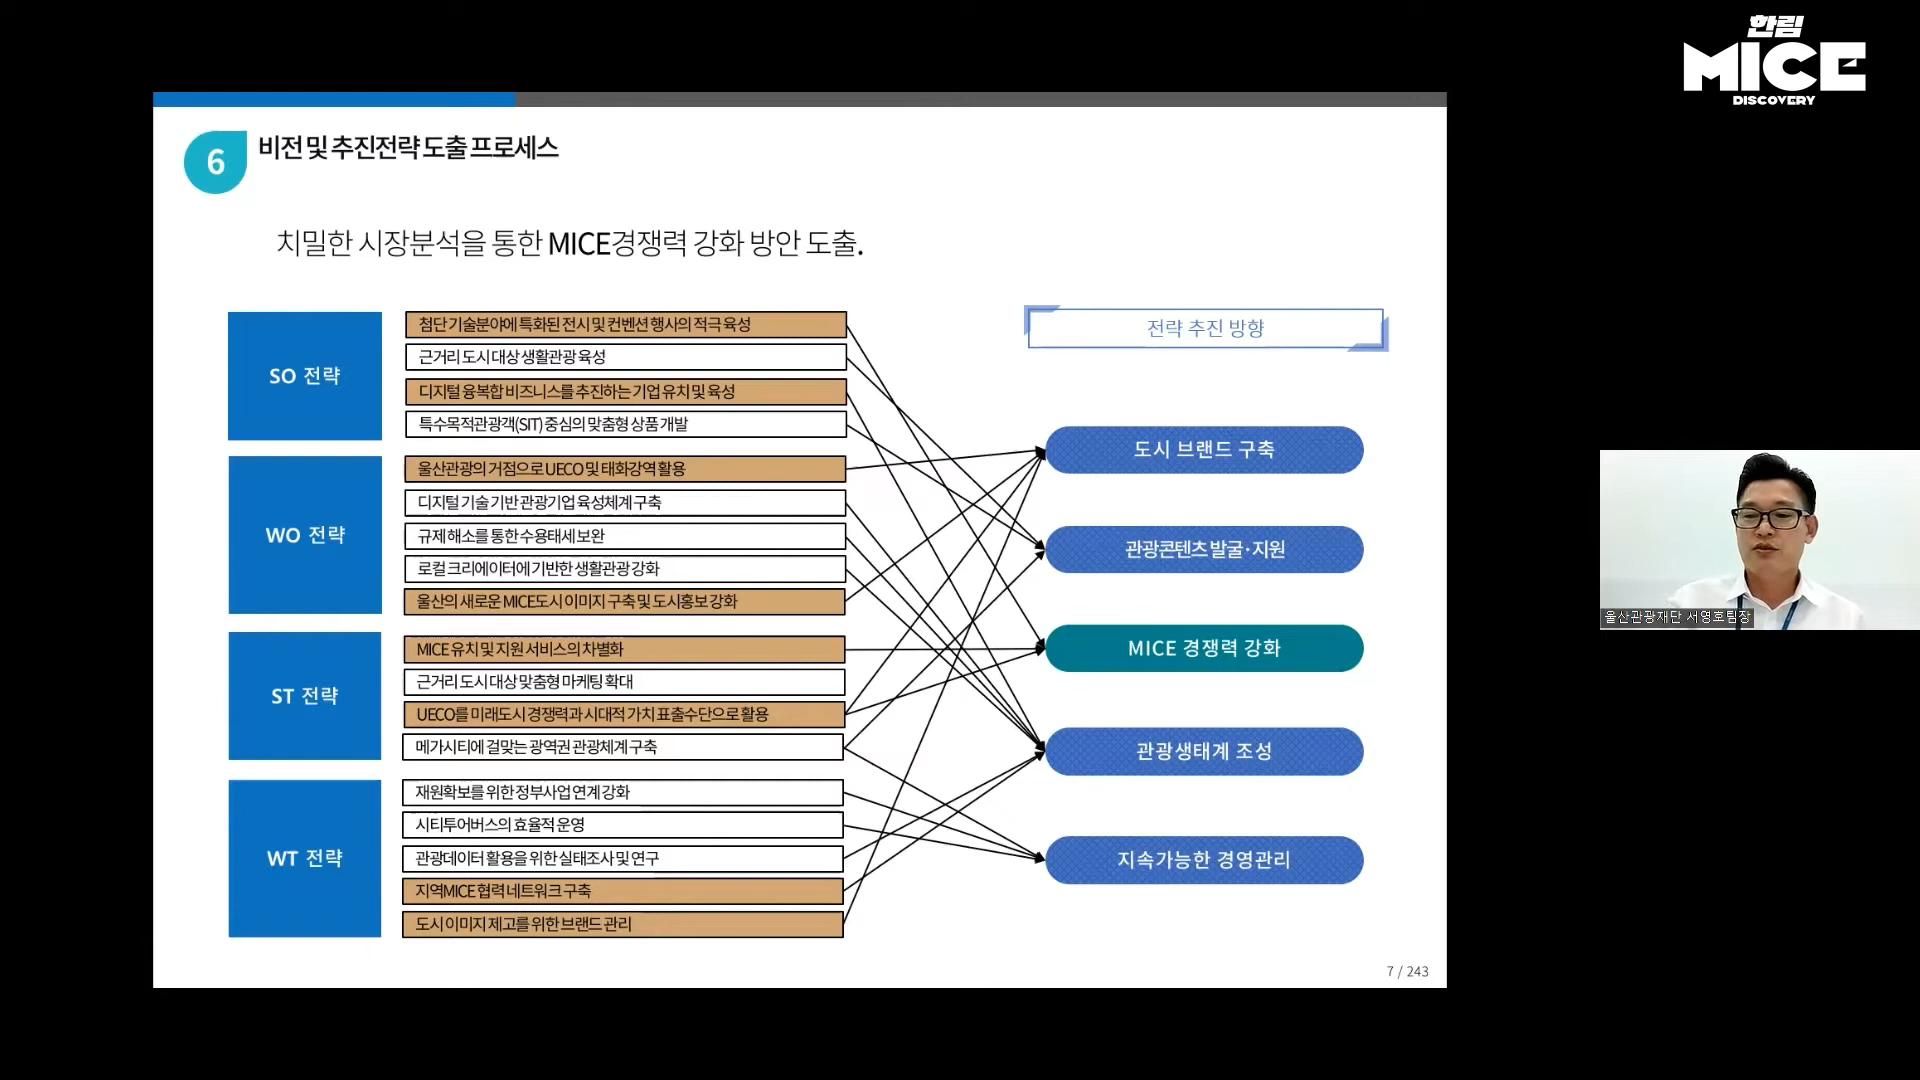 한림
MICE
DISCOVERY
6
비전 및 추진전략 도출 프로세스
치밀한 시장분석을 통한 MICE경쟁력 강화 방안 도출.
SO 전략
첨단 기술분야에 특화된 전시 및 컨벤션 행사의 적극 육성
근거리 도시 대상 생활관광 육성
디지털 융복합 비즈니스를 추진하는 기업 유치 및 육성
특수목적관광객(SIT) 중심의 맞춤형 상품 개발
WO 전략
울산관광의 거점으로 UECO 및 태화강역 활용
디지털 기술 기반 관광기업 육성체계 구축
규제 해소를 통한 수용태세 보완
로컬 크리에이터에 기반한 생활관광 강화
울산의 새로운 MICE도시 이미지 구축 및 도시홍보 강화
ST 전략
MICE 유치 및 지원 서비스의 차별화
근거리 도시 대상 맞춤형 마케팅 확대
UECO를 미래도시 경쟁력과 시대적 가치 표출수단으로 활용
메가시티에 걸맞는 광역권 관광체계 구축
WT 전략
재원확보를 위한 정부사업 연계 강화
시티투어버스의 효율적 운영
관광데이터 활용을 위한 실태조사 및 연구
지역MICE 협력 네트워크 구축
도시 이미지 제고를 위한 브랜드 관리
전략 추진 방향
도시 브랜드 구축
관광콘텐츠 발굴·지원
MICE 경쟁력 강화
관광생태계 조성
지속가능한 경영관리
7 / 243
울산관광재단 서영호팀장